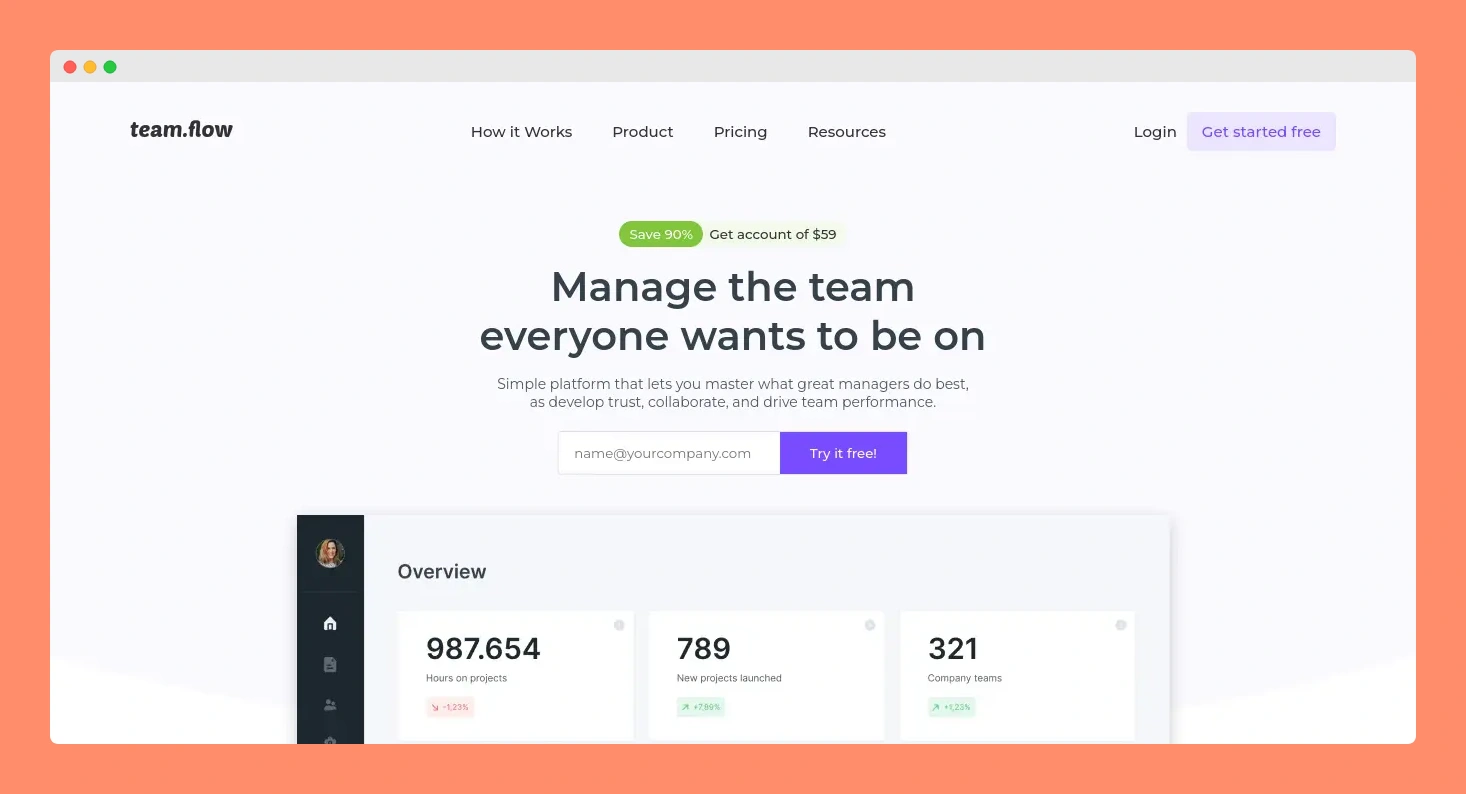 team.flow
How it Works Product Pricing Resources
Login Get started free
Save 90% Get account of $59
Manage the team
everyone wants to be on
Simple platform that lets you master what great managers do best,
as develop trust, collaborate, and drive team performance.
name@yourcompany.com Try it free!
Overview
987.654 789 321
Hours on projects New projects launched Company teams
-1,23% +7,89% +1,23%